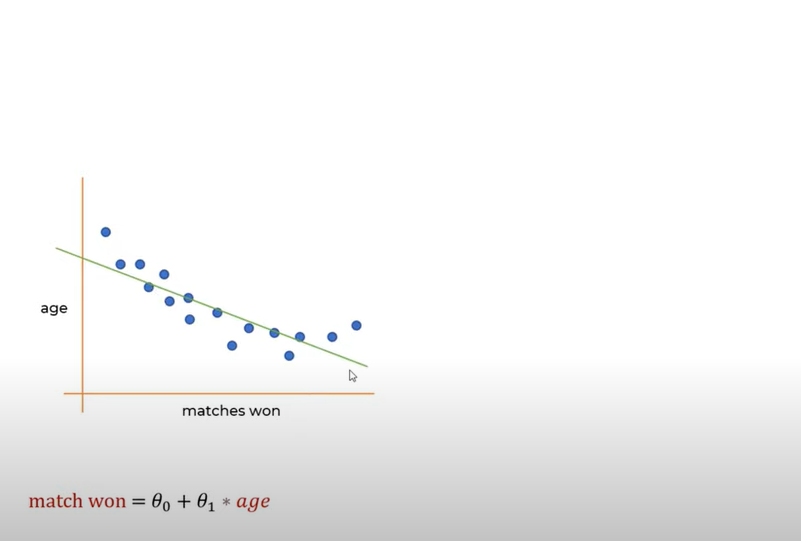 age
matches won
match won = θ₀ + θ₁ * age